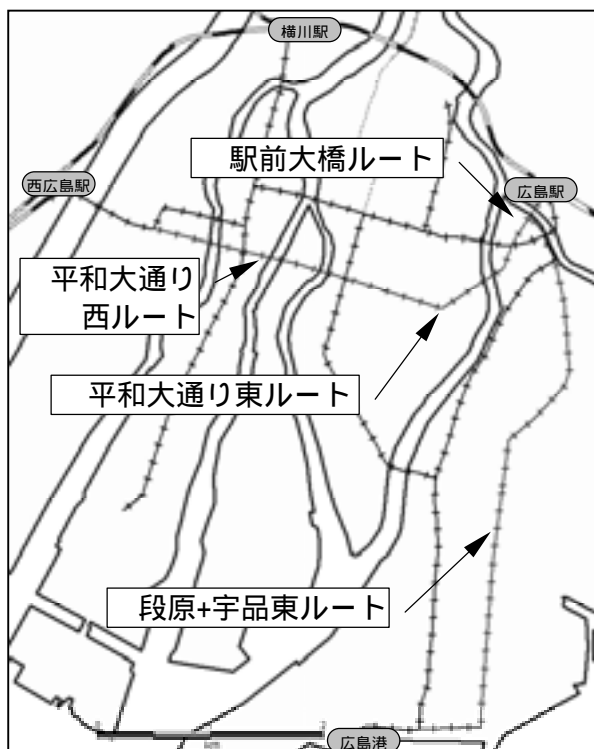 横川駅
駅前大橋ルート
西広島駅
広島駅
平和大通り
西ルート
平和大通り東ルート
段原+宇品東ルート
広島港